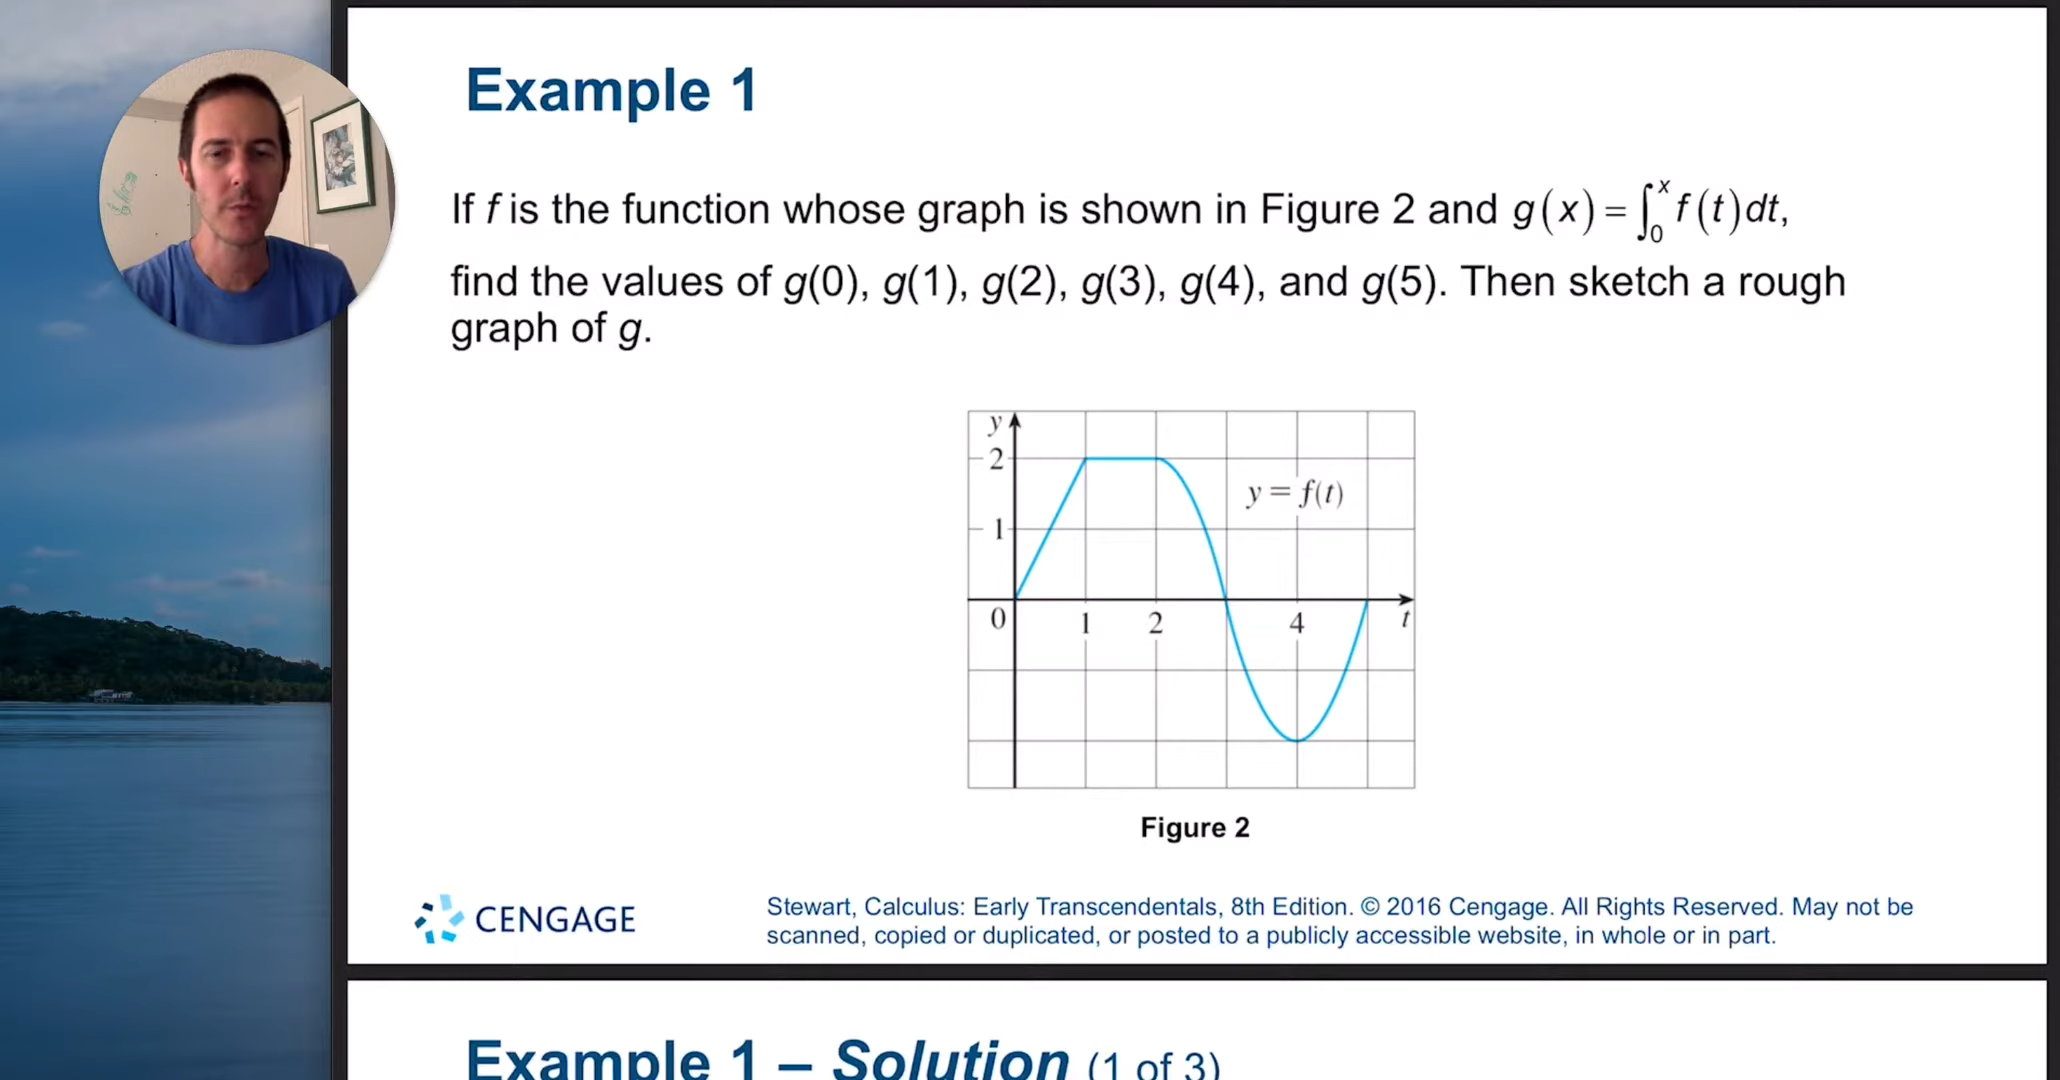 Example 1
If f is the function whose graph is shown in Figure 2 and g(x) = ∫₀ˣ f(t)dt,
find the values of g(0), g(1), g(2), g(3), g(4), and g(5). Then sketch a rough
graph of g.
y
2
y = f(t)
1
0 1 2 4 t
Figure 2
CENGAGE
Stewart, Calculus: Early Transcendentals, 8th Edition. © 2016 Cengage. All Rights Reserved. May not be
scanned, copied or duplicated, or posted to a publicly accessible website, in whole or in part.
Example 1 – Solution (1 of 3)